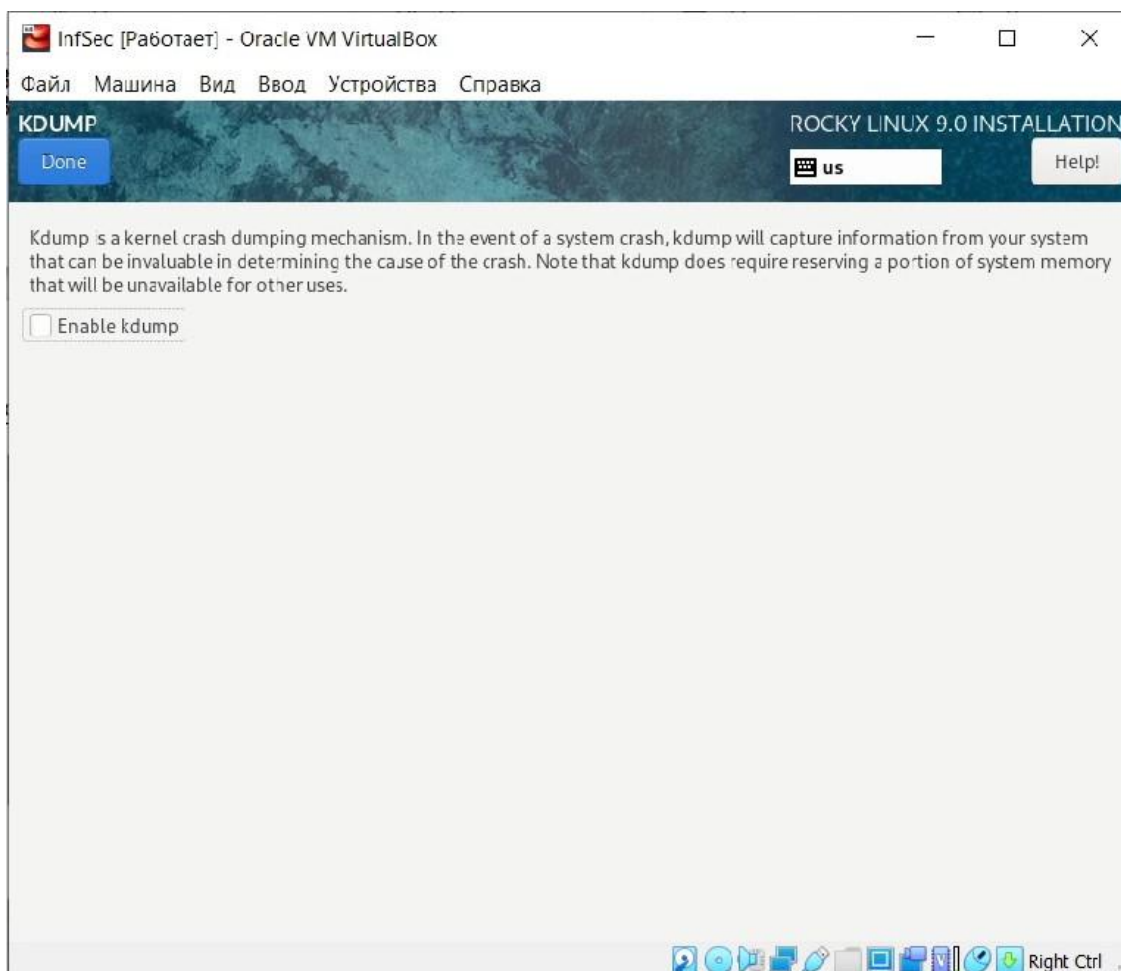 InfSec [Работает] - Oracle VM VirtualBox
Файл Машина Вид Ввод Устройства Справка
KDUMP
ROCKY LINUX 9.0 INSTALLATION
Done
us
Help!
Kdump is a kernel crash dumping mechanism. In the event of a system crash, kdump will capture information from your system
that can be invaluable in determining the cause of the crash. Note that kdump does require reserving a portion of system memory
that will be unavailable for other uses.
Enable kdump
Right Ctrl